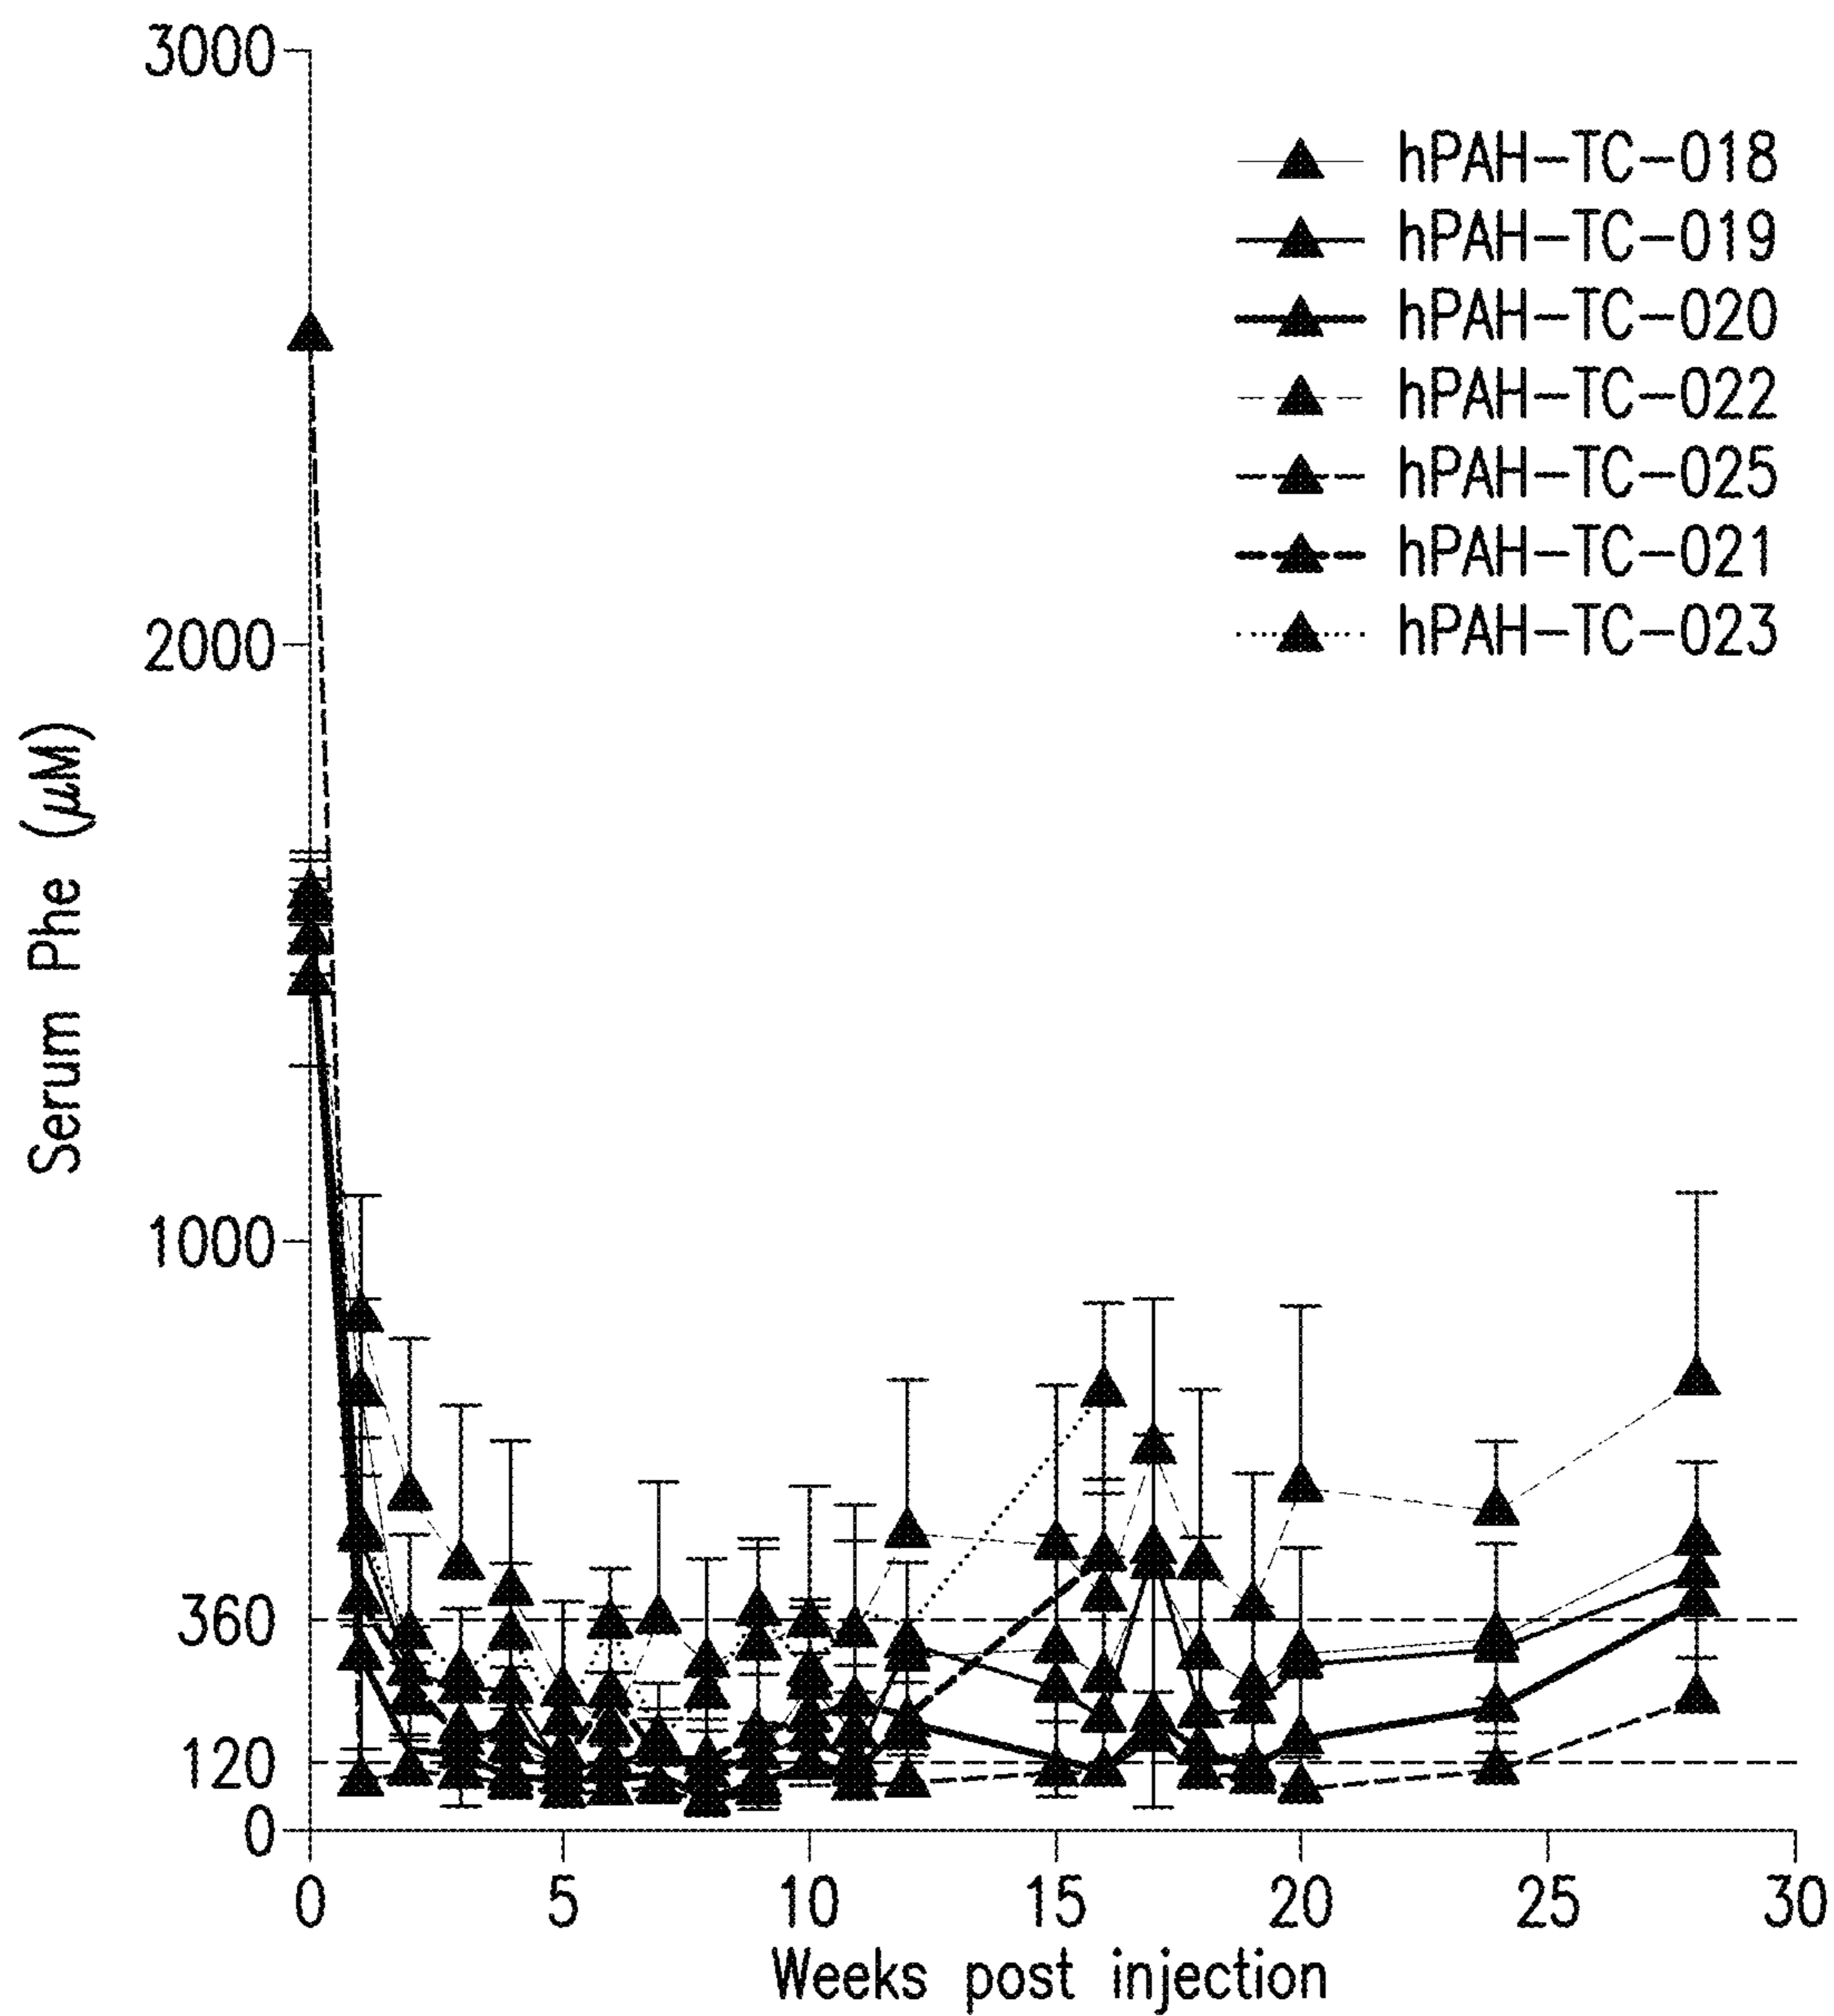 3000
2000
1000
360
120
0
Serum Phe (μM)
hPAH-TC-018
hPAH-TC-019
hPAH-TC-020
hPAH-TC-022
hPAH-TC-025
hPAH-TC-021
hPAH-TC-023
0 5 10 15 20 25 30
Weeks post injection